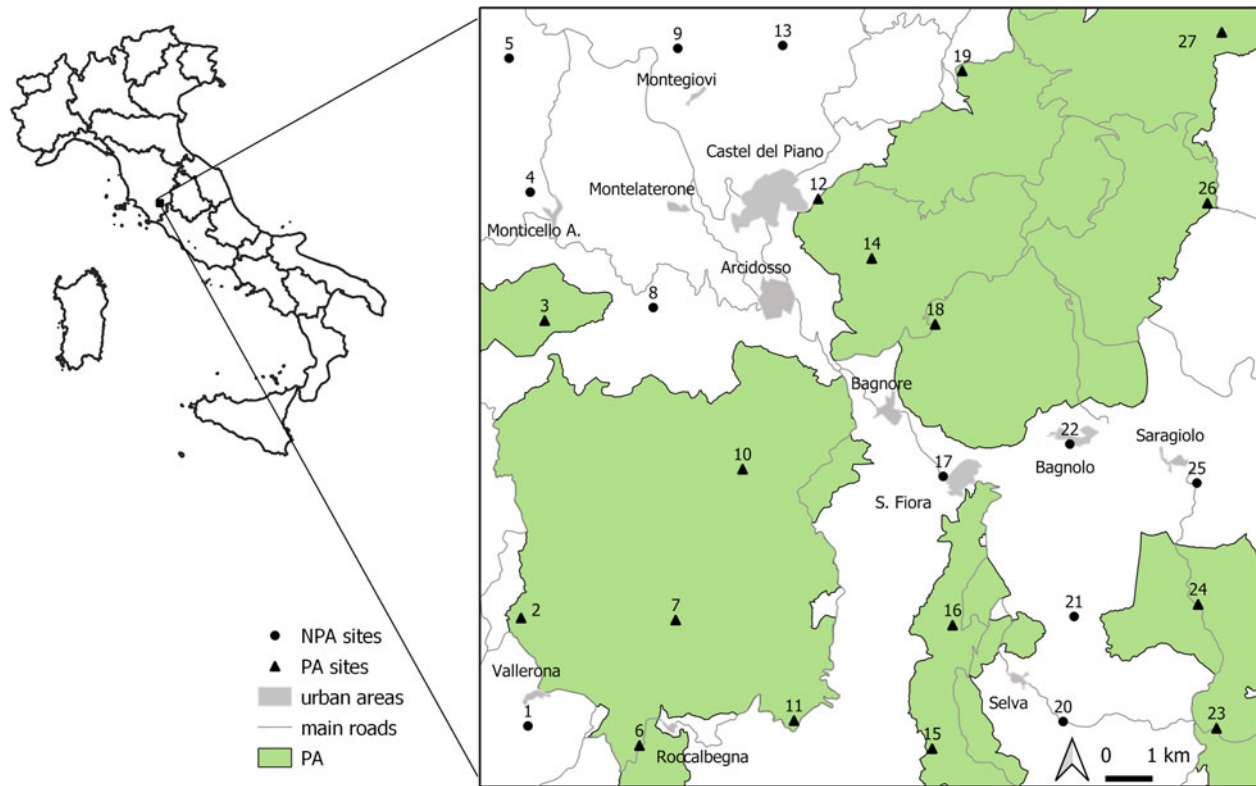 5
9
13
19
27
Montegiovi
Castel del Piano
4
Montelaterone
12
26
Monticello A.
14
Arcidosso
3
8
18
Bagnore
22
Saragiolo
10
17
Bagnolo
25
S. Fiora
2
7
16
21
24
● NPA sites
▲ PA sites
urban areas
main roads
PA
Vallerona
1
11
Selva
20
23
6
Roccalbegna
15
0 1 km